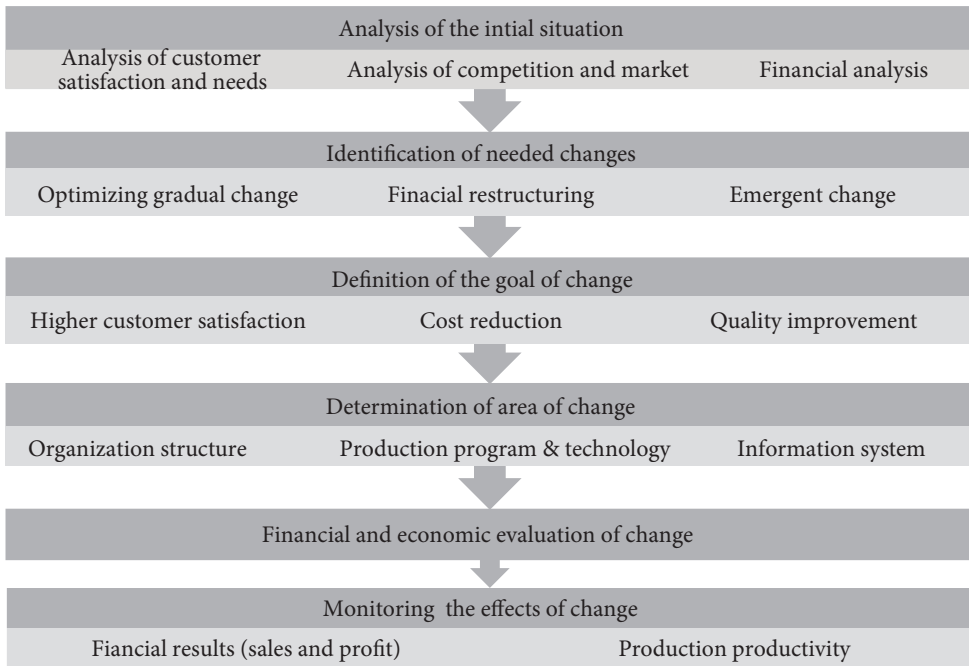 Analysis of the intial situation
Analysis of customer
satisfaction and needs
Analysis of competition and market
Financial analysis
Identification of needed changes
Optimizing gradual change
Finacial restructuring
Emergent change
Definition of the goal of change
Higher customer satisfaction
Cost reduction
Quality improvement
Determination of area of change
Organization structure
Production program & technology
Information system
Financial and economic evaluation of change
Monitoring the effects of change
Fiancial results (sales and profit)
Production productivity